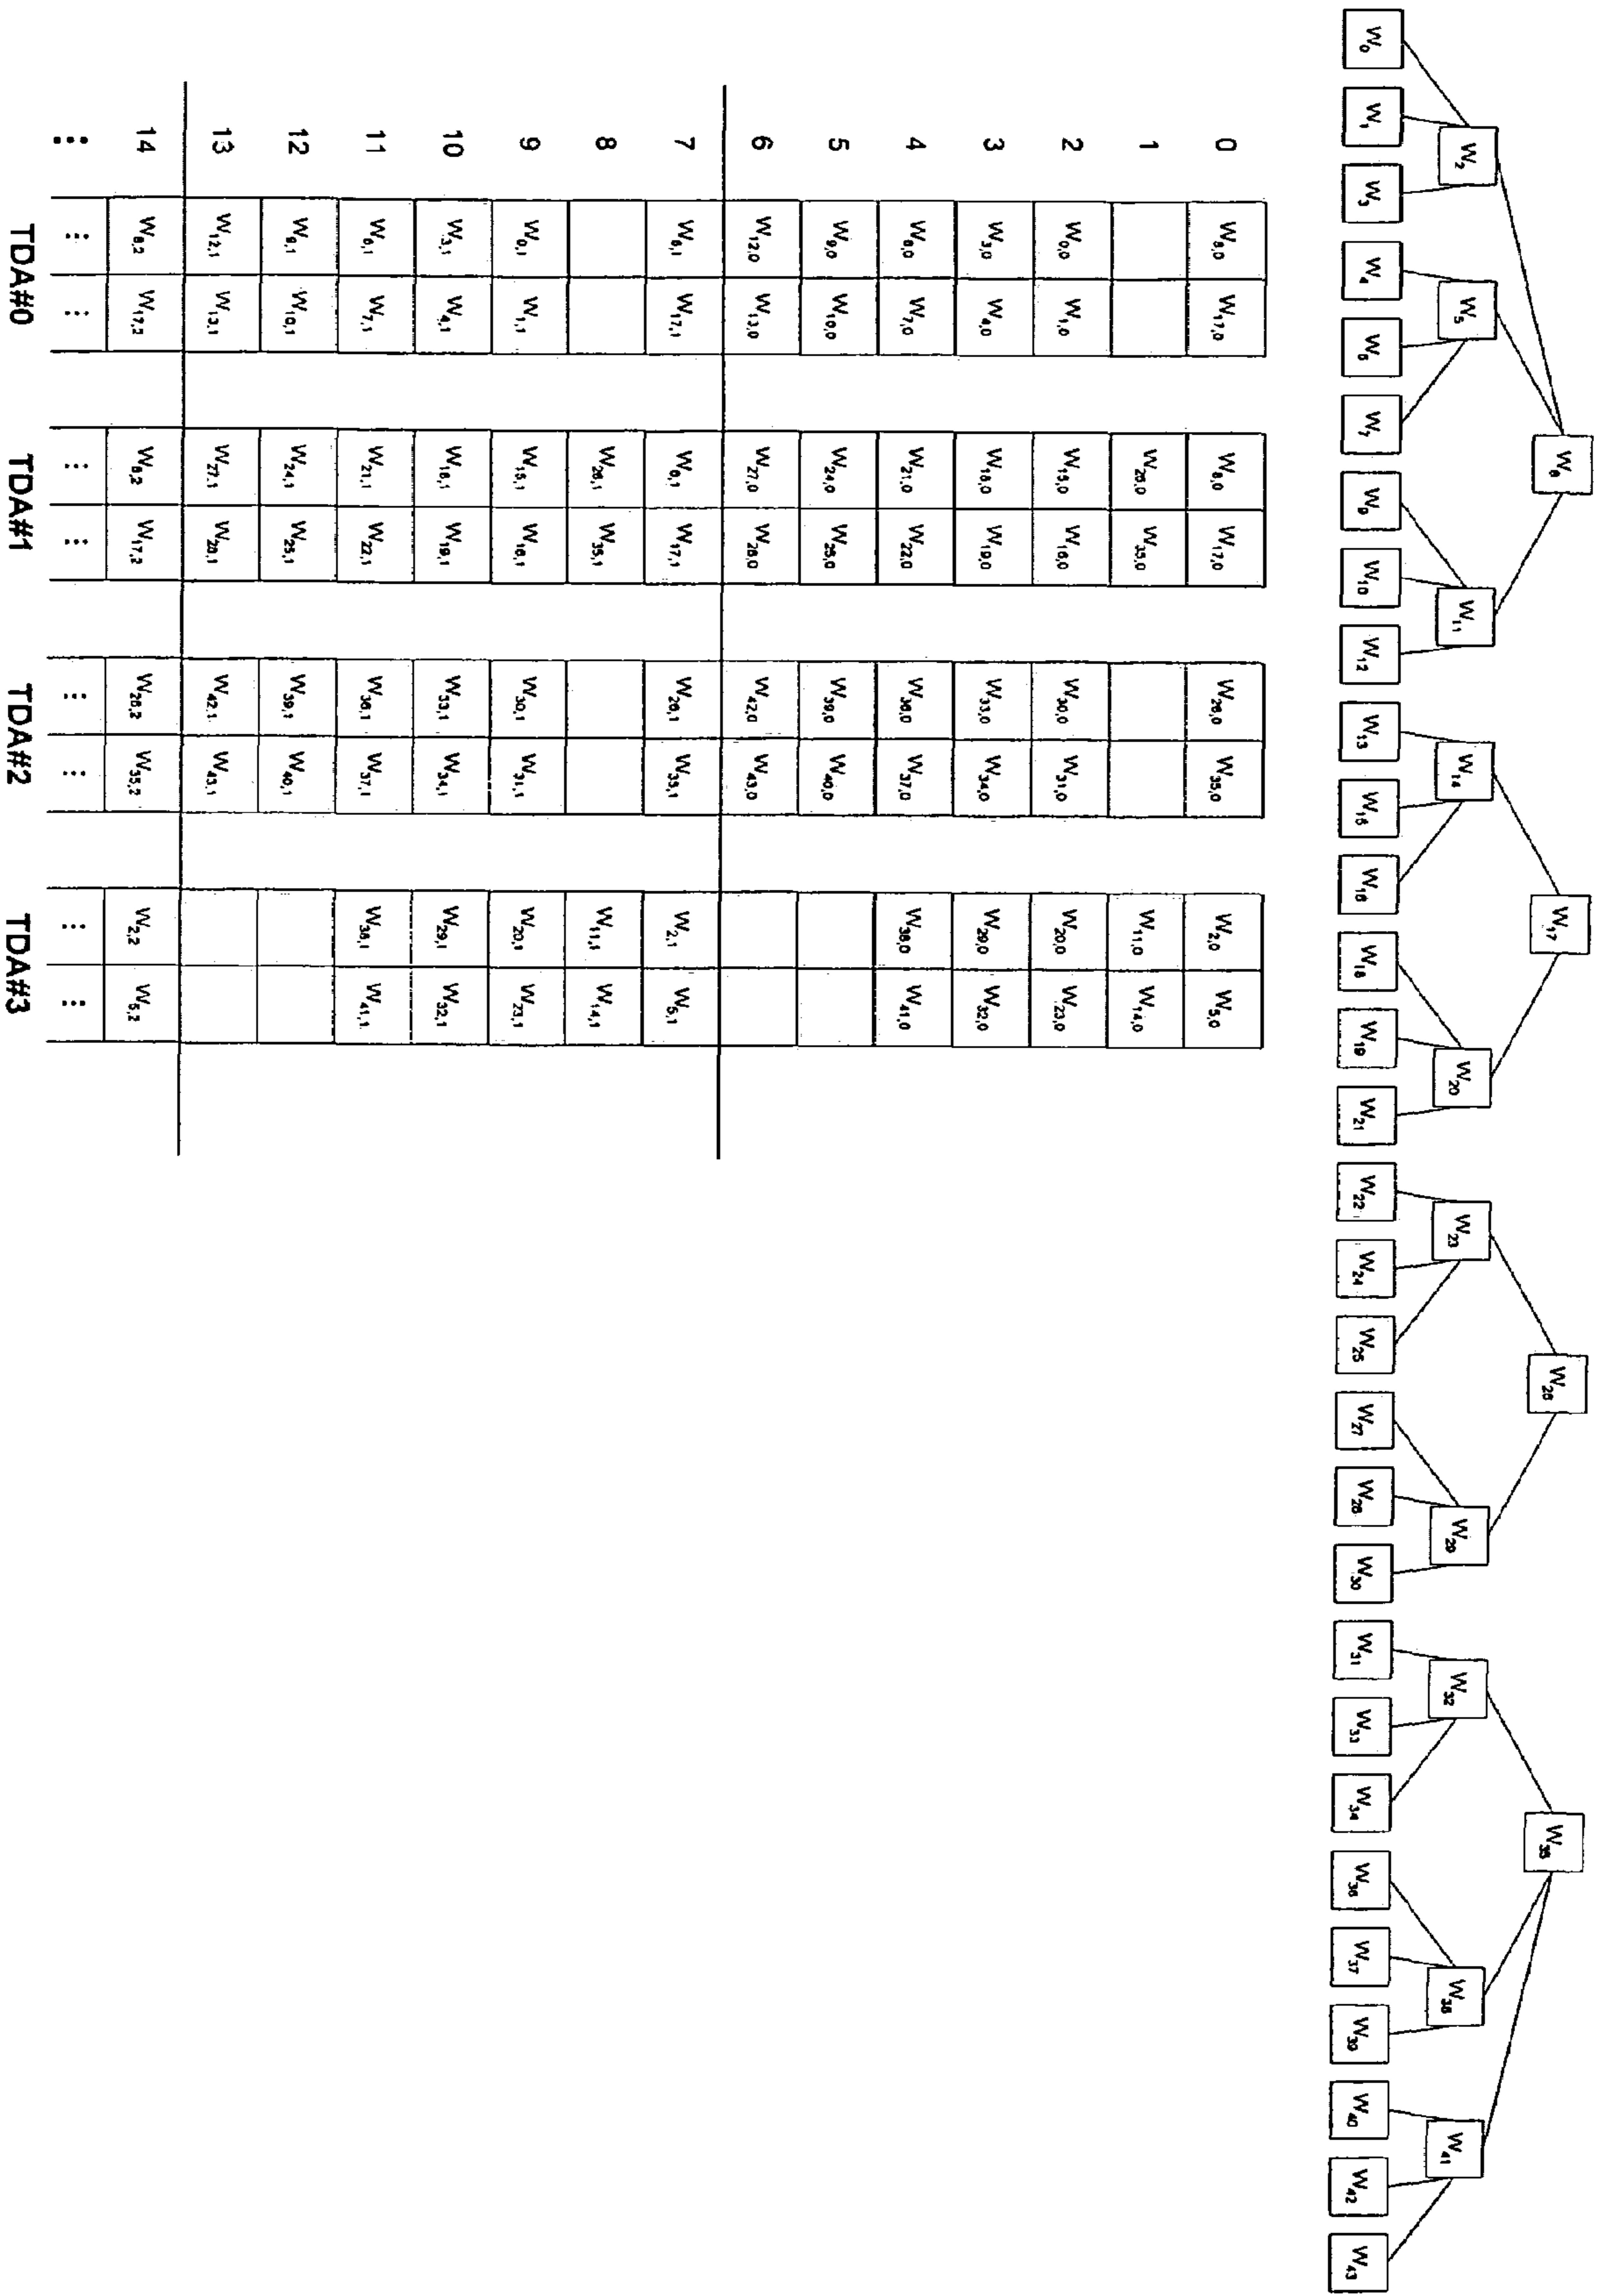 W8 W17 W26 W35
W2 W5 W11 W14 W20 W23 W29 W32 W38 W41
W0 W1 W3 W4 W6 W7 W9 W10 W12 W13 W15 W16 W18 W19 W21 W22 W24 W25 W27 W28 W30 W31 W33 W34 W36 W37 W39 W40 W42 W43
0 W8,0 W17,0 W8,0 W17,0 W26,0 W35,0 W2,0 W5,0
1 W26,0 W35,0 W11,0 W14,0
2 W0,0 W1,0 W15,0 W16,0 W30,0 W31,0 W20,0 W23,0
3 W3,0 W4,0 W18,0 W19,0 W33,0 W34,0 W29,0 W32,0
4 W6,0 W7,0 W21,0 W22,0 W36,0 W37,0 W38,0 W41,0
5 W9,0 W10,0 W24,0 W25,0 W39,0 W40,0
6 W12,0 W13,0 W27,0 W28,0 W42,0 W43,0
7 W8,1 W17,1 W8,1 W17,1 W26,1 W35,1 W2,1 W5,1
8 W26,1 W35,1 W11,1 W14,1
9 W0,1 W1,1 W15,1 W16,1 W30,1 W31,1 W20,1 W23,1
10 W3,1 W4,1 W18,1 W19,1 W33,1 W34,1 W29,1 W32,1
11 W6,1 W7,1 W21,1 W22,1 W36,1 W37,1 W38,1 W41,1
12 W9,1 W10,1 W24,1 W25,1 W39,1 W40,1
13 W12,1 W13,1 W27,1 W28,1 W42,1 W43,1
14 W8,2 W17,2 W8,2 W17,2 W26,2 W35,2 W2,2 W5,2
⋮ ⋮ ⋮ ⋮ ⋮ ⋮ ⋮ ⋮ ⋮
TDA#0 TDA#1 TDA#2 TDA#3